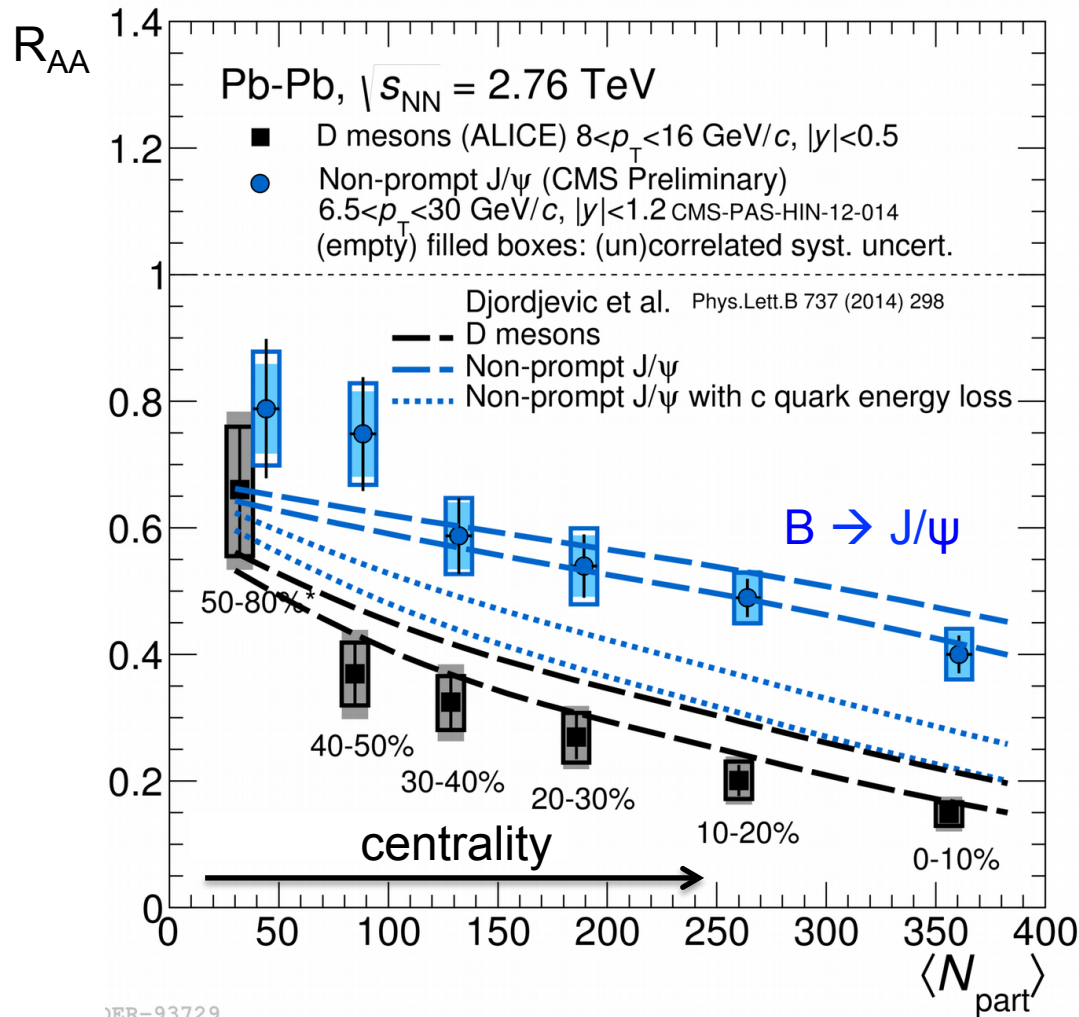 R_AA
1.4
1.2
1
0.8
0.6
0.4
0.2
0
Pb-Pb, √s_NN = 2.76 TeV
D mesons (ALICE) 8<p_T<16 GeV/c, |y|<0.5
Non-prompt J/ψ (CMS Preliminary)
6.5<p_T<30 GeV/c, |y|<1.2 CMS-PAS-HIN-12-014
(empty) filled boxes: (un)correlated syst. uncert.
Djordjevic et al. Phys.Lett.B 737 (2014) 298
D mesons
Non-prompt J/ψ
Non-prompt J/ψ with c quark energy loss
B → J/ψ
50-80%*
40-50%
30-40%
20-30%
10-20%
0-10%
centrality
0 50 100 150 200 250 300 350 400
⟨N_part⟩